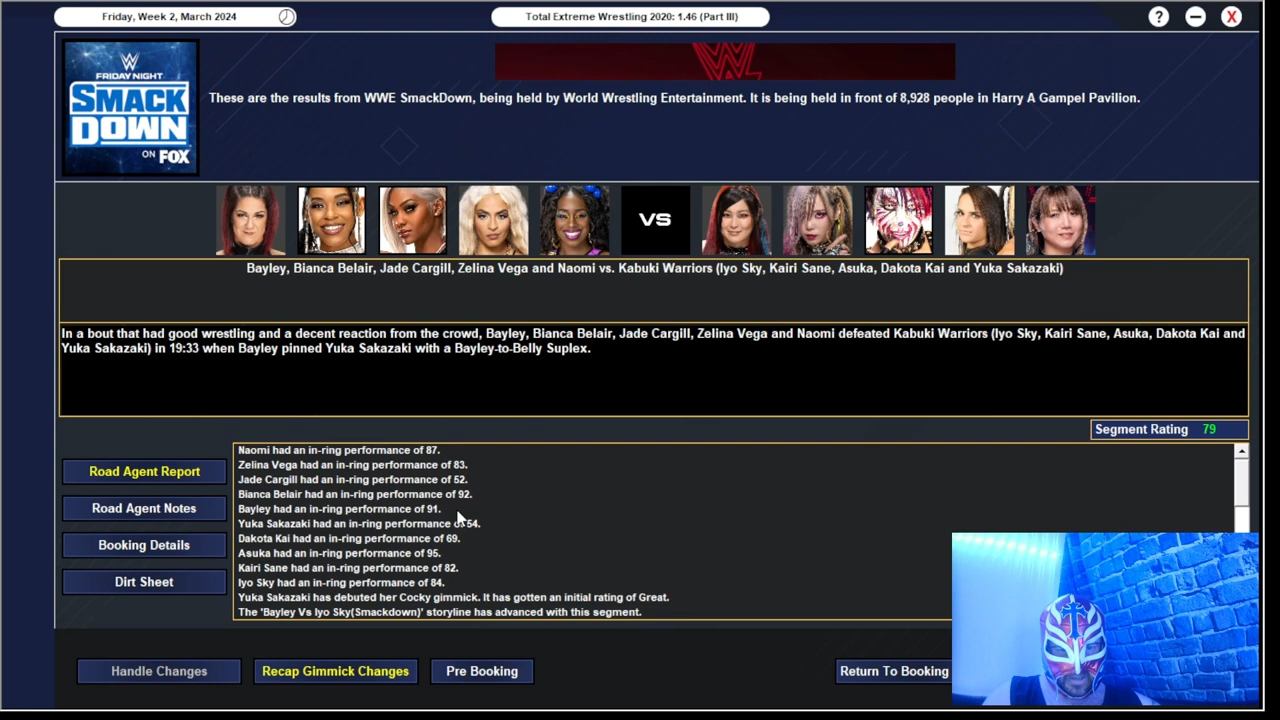 Friday, Week 2, March 2024
Total Extreme Wrestling 2020: 1.46 (Part III)
?
X
W
FRIDAY NIGHT
SMACK
DOWN
ON FOX
These are the results from WWE SmackDown, being held by World Wrestling Entertainment. It is being held in front of 8,928 people in Harry A Gampel Pavilion.
VS
Bayley, Bianca Belair, Jade Cargill, Zelina Vega and Naomi vs. Kabuki Warriors (Iyo Sky, Kairi Sane, Asuka, Dakota Kai and Yuka Sakazaki)
In a bout that had good wrestling and a decent reaction from the crowd, Bayley, Bianca Belair, Jade Cargill, Zelina Vega and Naomi defeated Kabuki Warriors (Iyo Sky, Kairi Sane, Asuka, Dakota Kai and
Yuka Sakazaki) in 19:33 when Bayley pinned Yuka Sakazaki with a Bayley-to-Belly Suplex.
Segment Rating 79
Road Agent Report
Road Agent Notes
Booking Details
Dirt Sheet
Naomi had an in-ring performance of 87.
Zelina Vega had an in-ring performance of 83.
Jade Cargill had an in-ring performance of 52.
Bianca Belair had an in-ring performance of 92.
Bayley had an in-ring performance of 91.
Yuka Sakazaki had an in-ring performance of 54.
Dakota Kai had an in-ring performance of 69.
Asuka had an in-ring performance of 95.
Kairi Sane had an in-ring performance of 82.
Iyo Sky had an in-ring performance of 84.
Yuka Sakazaki has debuted her Cocky gimmick. It has gotten an initial rating of Great.
The 'Bayley Vs Iyo Sky(Smackdown)' storyline has advanced with this segment.
Handle Changes
Recap Gimmick Changes
Pre Booking
Return To Booking